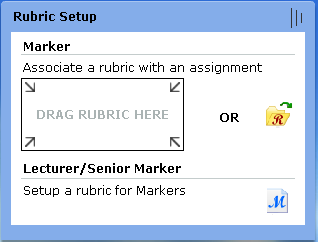 Rubric Setup
Marker
Associate a rubric with an assignment
DRAG RUBRIC HERE
OR
R
Lecturer/Senior Marker
Setup a rubric for Markers
M